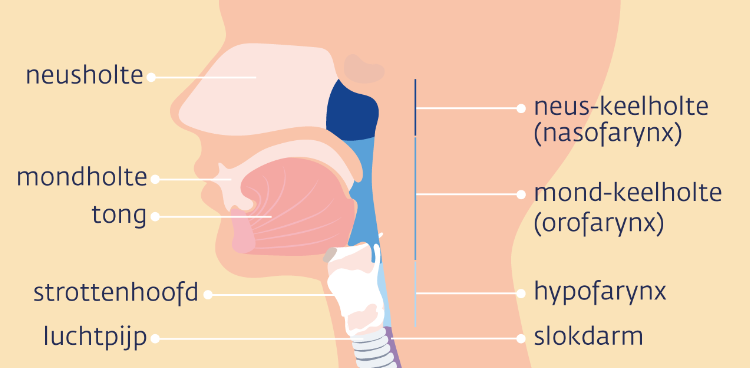 neusholte
mondholte
tong
strottenhoofd
luchtpijp
neus-keelholte
(nasofarynx)
mond-keelholte
(orofarynx)
hypofarynx
slokdarm